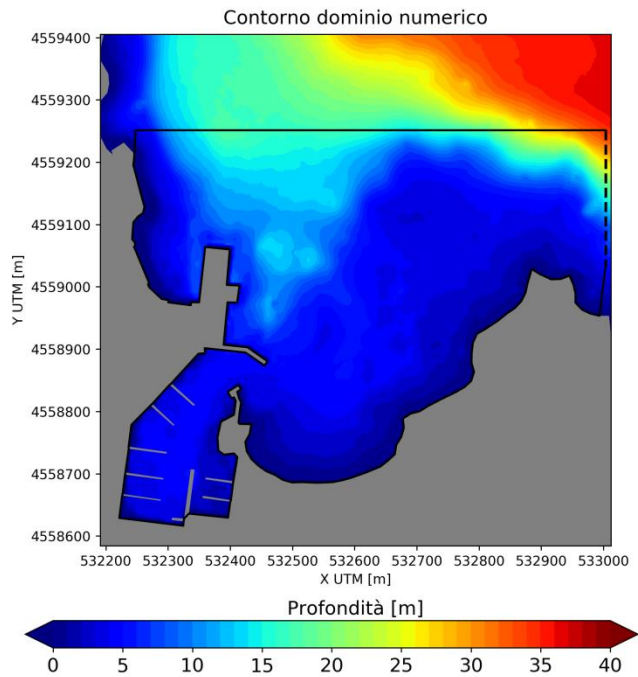 Contorno dominio numerico
4559400
4559300
4559200
4559100
4559000
4558900
4558800
4558700
4558600
Y UTM [m]
532200 532300 532400 532500 532600 532700 532800 532900 533000
X UTM [m]
Profondità [m]
0 5 10 15 20 25 30 35 40